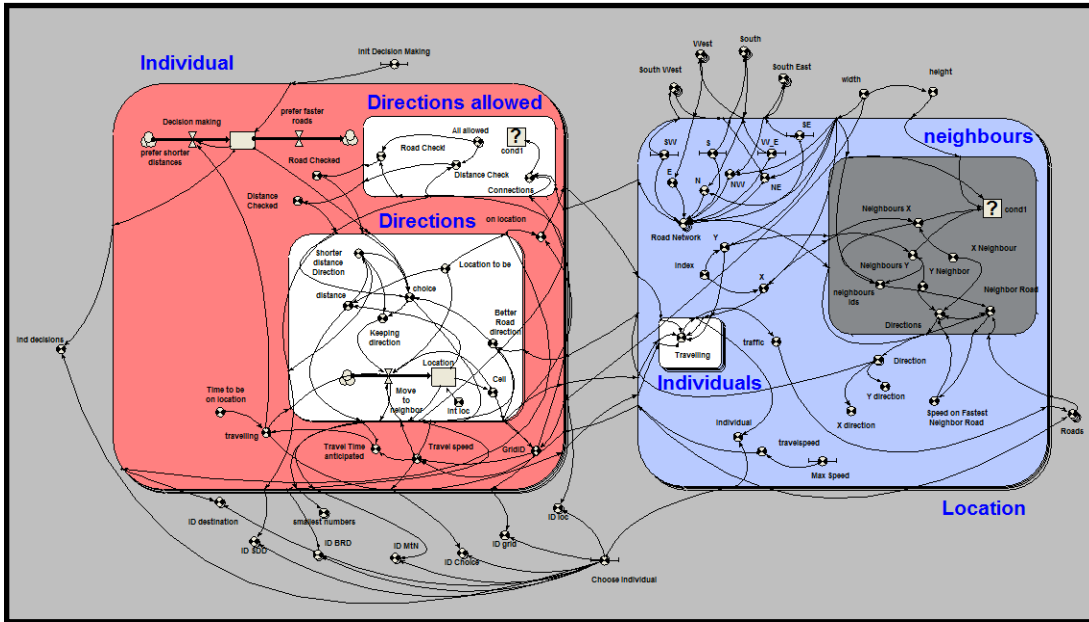 Init Decision Making
Individual
Decision making
prefer faster
roads
prefer shorter
distances
Road Checked
Distance
Checked
Directions allowed
All allowed
Road Check!
Distance Check
?
cond1
Connections
on location
Directions
Shorter
distance
Direction
Location to be
distance
choice
Keeping
direction
Better
Road
direction
Location
Move
to
neighbor
Int loc
Cell
Ind decisions
Time to be
on location
travelling
Travel Time
anticipated
Travel speed
GridID
ID destination
smallest numbers
ID SDD
ID BRD
ID MtN
ID Choice
ID grid
ID loc
Choose Individual
West
South
South West
South East
width
height
neighbours
SW
S
W_E
SE
E
N
NW
NE
Road Network
Y
Index
X
Neighbours X
?
cond1
X Neighbour
Neighbours Y
Y Neighbor
neighbours
Ids
Neighbor Road
Directions
Travelling
Individuals
traffic
Direction
Y direction
X direction
Speed on Fastest
Neighbor Road
Roads
Individual
travelspeed
Max Speed
Location